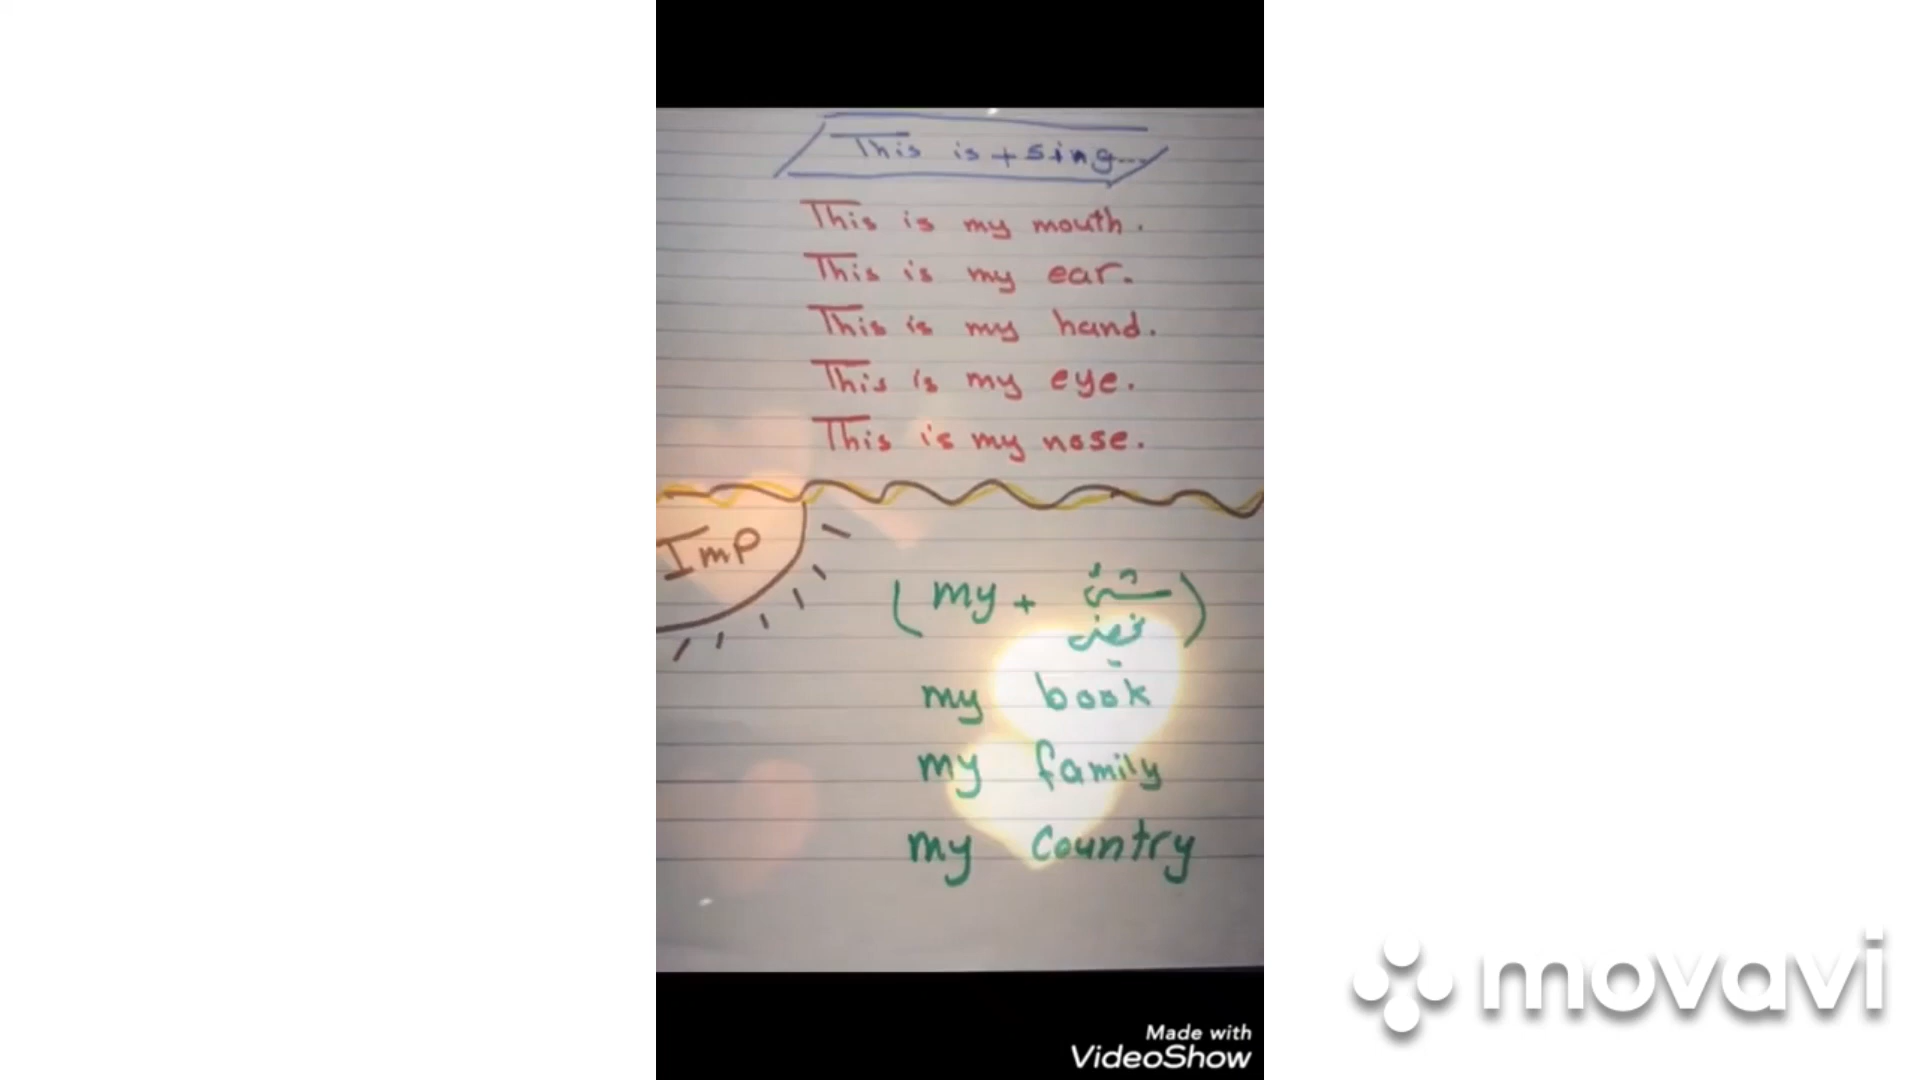 This is + sing...
This is my mouth.
This is my ear.
This is my hand.
This is my eye.
This is my nose.
Imp
(my +
my book
my family
my country
Made with
VideoShow
movavi